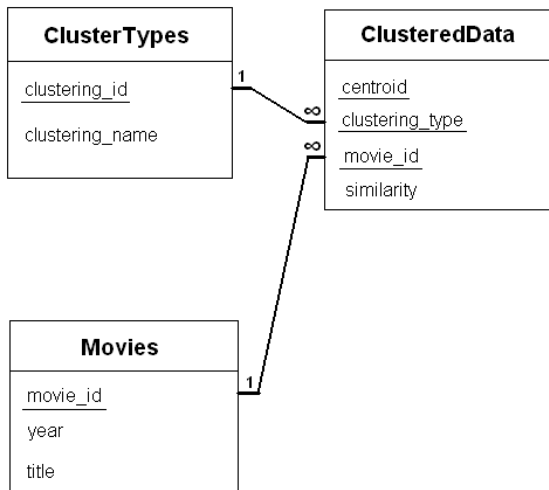 ClusterTypes
clustering_id
clustering_name
1
ClusteredData
centroid
clustering_type
movie_id
similarity
∞
∞
Movies
movie_id
year
title
1